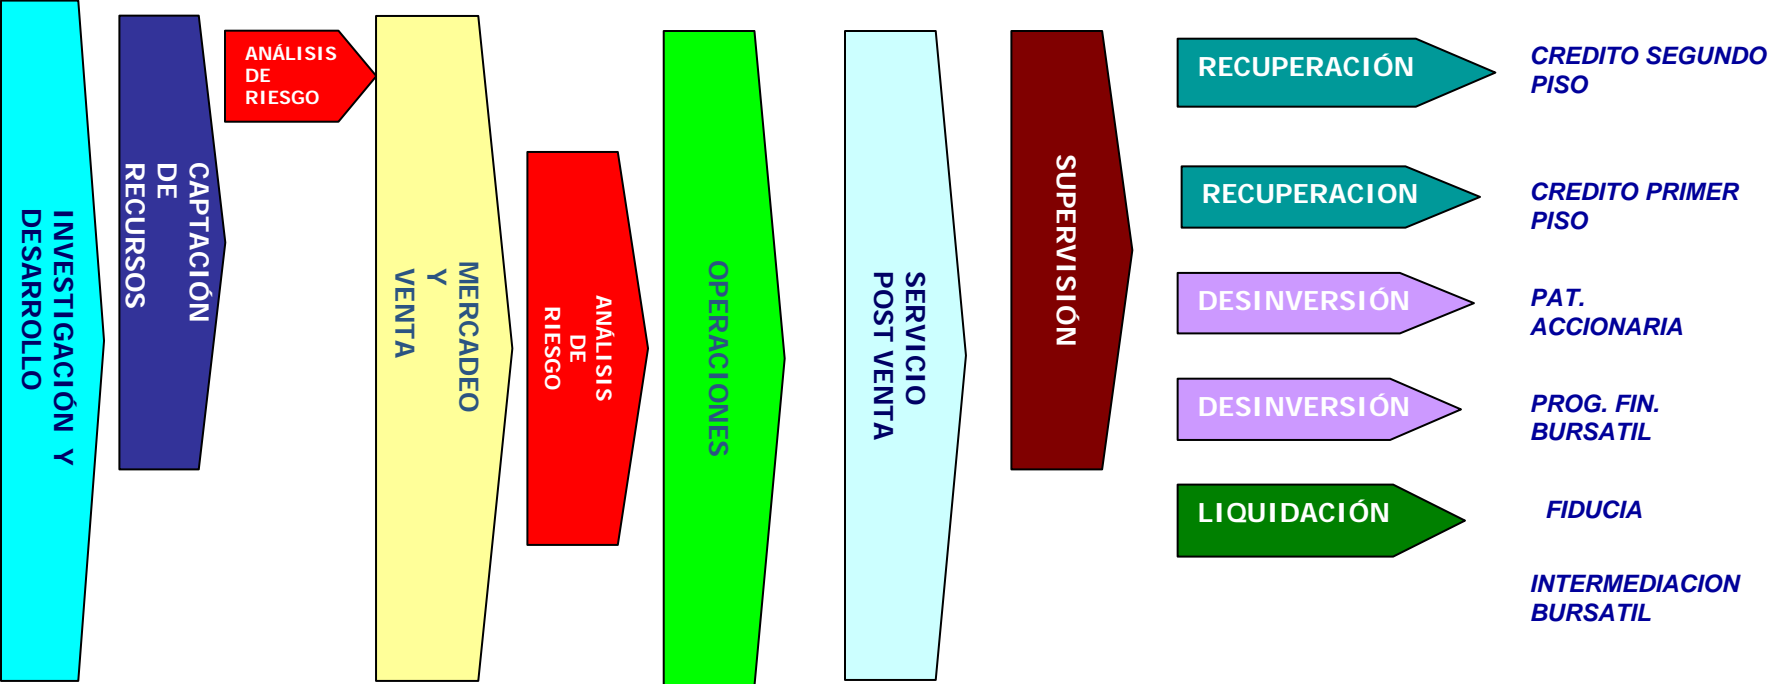 INVESTIGACIÓN Y
DESARROLLO
CAPTACIÓN
DE
RECURSOS
ANÁLISIS
DE
RIESGO
MERCADEO
Y
VENTA
ANÁLISIS
DE
RIESGO
OPERACIONES
SERVICIO
POST VENTA
SUPERVISIÓN
RECUPERACIÓN
CREDITO SEGUNDO
PISO
RECUPERACION
CREDITO PRIMER
PISO
DESINVERSIÓN
PAT.
ACCIONARIA
DESINVERSIÓN
PROG. FIN.
BURSATIL
LIQUIDACIÓN
FIDUCIA
INTERMEDIACION
BURSATIL